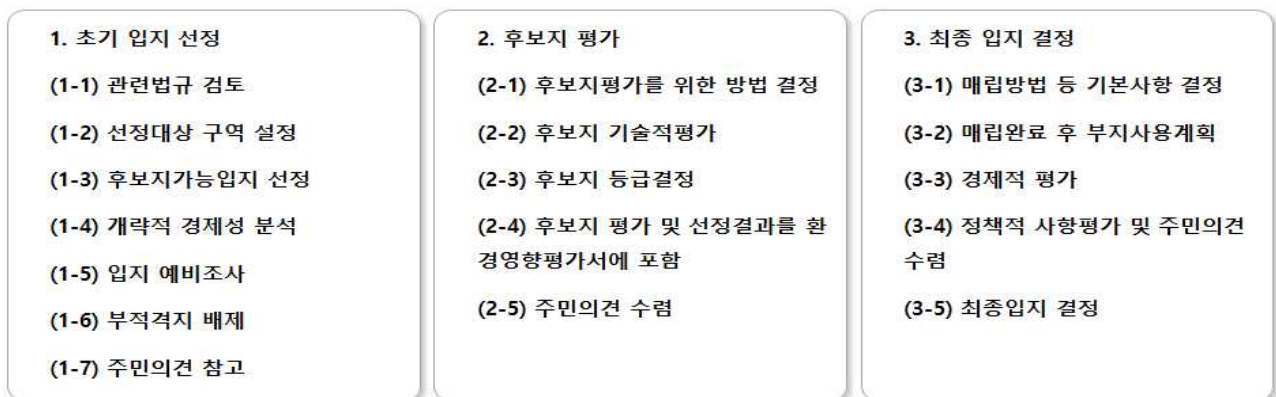 1. 초기 입지 선정
(1-1) 관련법규 검토
(1-2) 선정대상 구역 설정
(1-3) 후보지가능입지 선정
(1-4) 개략적 경제성 분석
(1-5) 입지 예비조사
(1-6) 부적격지 배제
(1-7) 주민의견 참고
2. 후보지 평가
(2-1) 후보지평가를 위한 방법 결정
(2-2) 후보지 기술적평가
(2-3) 후보지 등급결정
(2-4) 후보지 평가 및 선정결과를 환
경영향평가서에 포함
(2-5) 주민의견 수렴
3. 최종 입지 결정
(3-1) 매립방법 등 기본사항 결정
(3-2) 매립완료 후 부지사용계획
(3-3) 경제적 평가
(3-4) 정책적 사항평가 및 주민의견
수렴
(3-5) 최종입지 결정